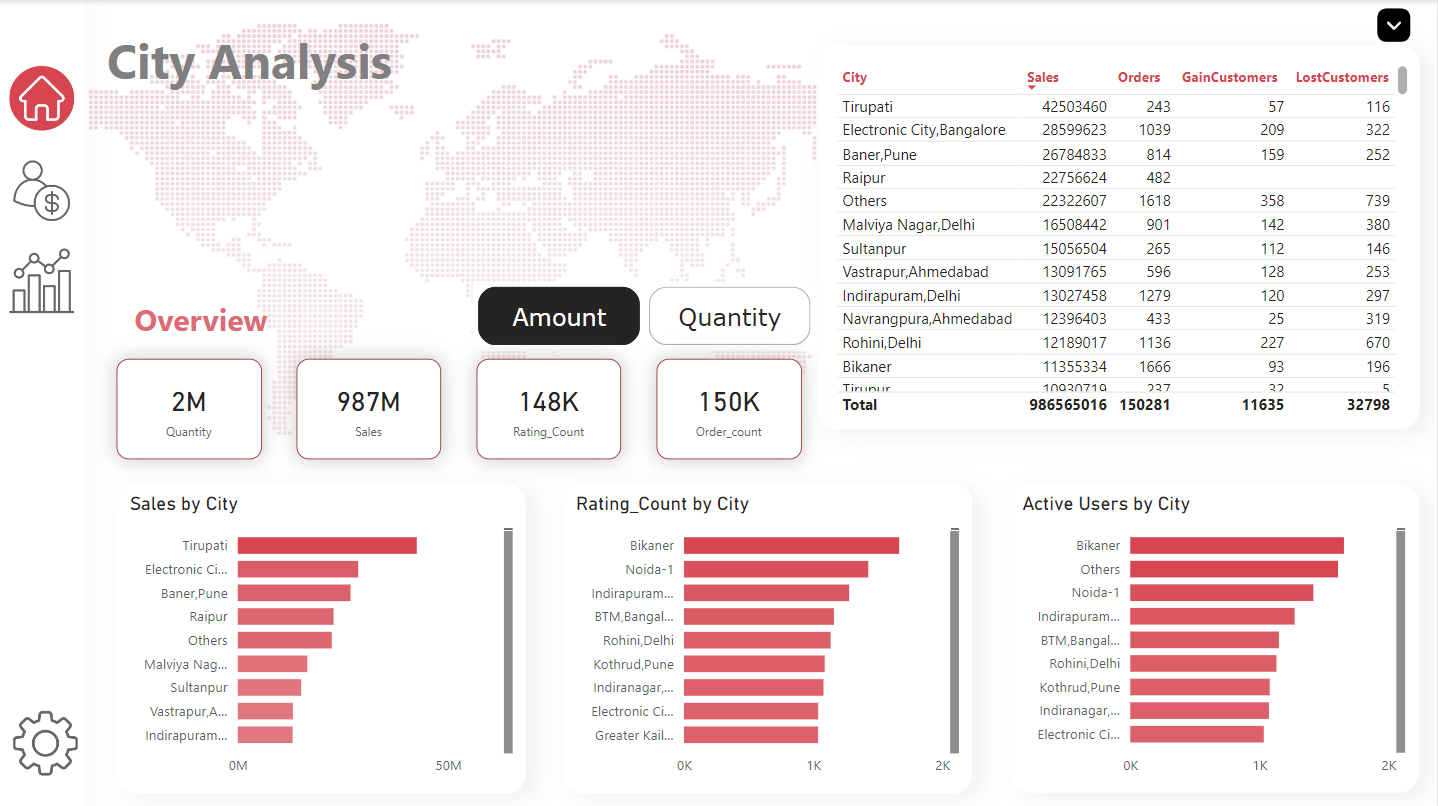 City Analysis
Overview
Amount
Quantity
2M
Quantity
987M
Sales
148K
Rating_Count
150K
Order_count
City Sales Orders GainCustomers LostCustomers
Tirupati 42503460 243 57 116
Electronic City,Bangalore 28599623 1039 209 322
Baner,Pune 26784833 814 159 252
Raipur 22756624 482
Others 22322607 1618 358 739
Malviya Nagar,Delhi 16508442 901 142 380
Sultanpur 15056504 265 112 146
Vastrapur,Ahmedabad 13091765 596 128 253
Indirapuram,Delhi 13027458 1279 120 297
Navrangpura,Ahmedabad 12396403 433 25 319
Rohini,Delhi 12189017 1136 227 670
Bikaner 11355334 1666 93 196
Tirupur 10930719 237 32 5
Total 986565016 150281 11635 32798
Sales by City
Tirupati
Electronic Ci...
Baner,Pune
Raipur
Others
Malviya Nag...
Sultanpur
Vastrapur,A...
Indirapuram...
0M 50M
Rating_Count by City
Bikaner
Noida-1
Indirapuram...
BTM,Bangal...
Rohini,Delhi
Kothrud,Pune
Indiranagar,...
Electronic Ci...
Greater Kail...
0K 1K 2K
Active Users by City
Bikaner
Others
Noida-1
Indirapuram...
BTM,Bangal...
Rohini,Delhi
Kothrud,Pune
Indiranagar,...
Electronic Ci...
0K 1K 2K